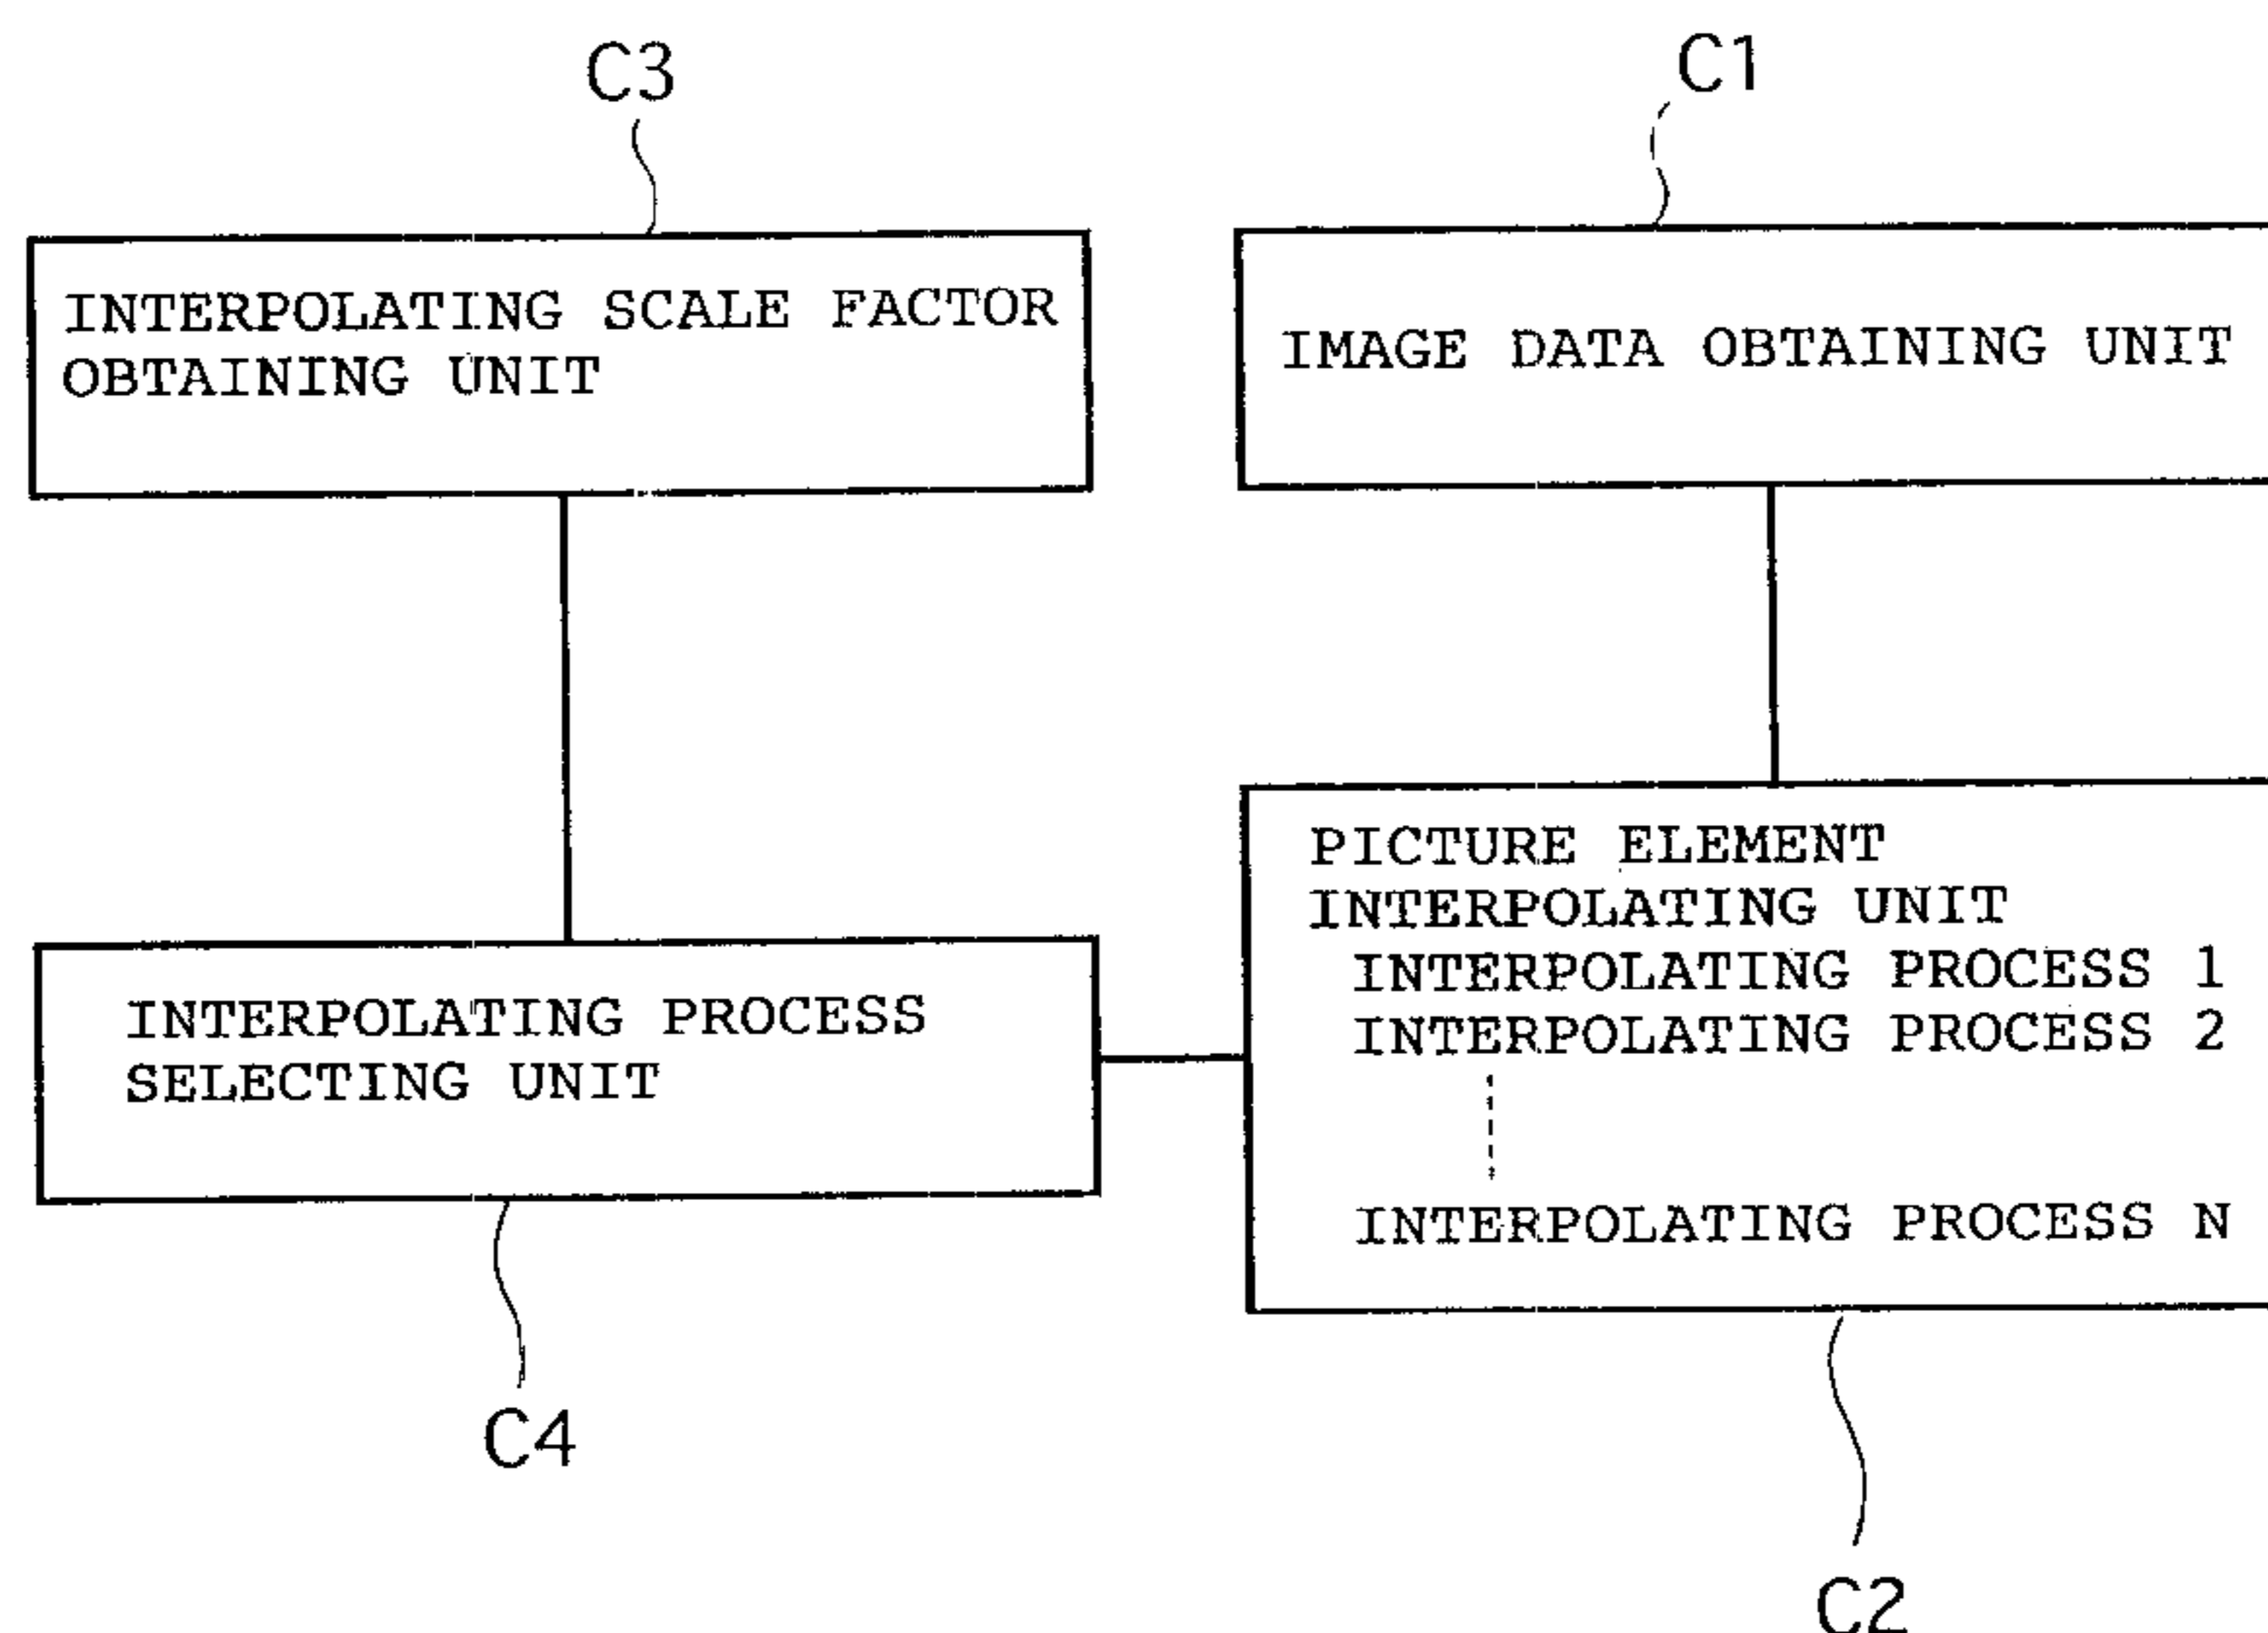 C3
C1
INTERPOLATING SCALE FACTOR
OBTAINING UNIT
IMAGE DATA OBTAINING UNIT
PICTURE ELEMENT
INTERPOLATING UNIT
INTERPOLATING PROCESS 1
INTERPOLATING PROCESS 2
INTERPOLATING PROCESS N
INTERPOLATING PROCESS
SELECTING UNIT
C4
C2